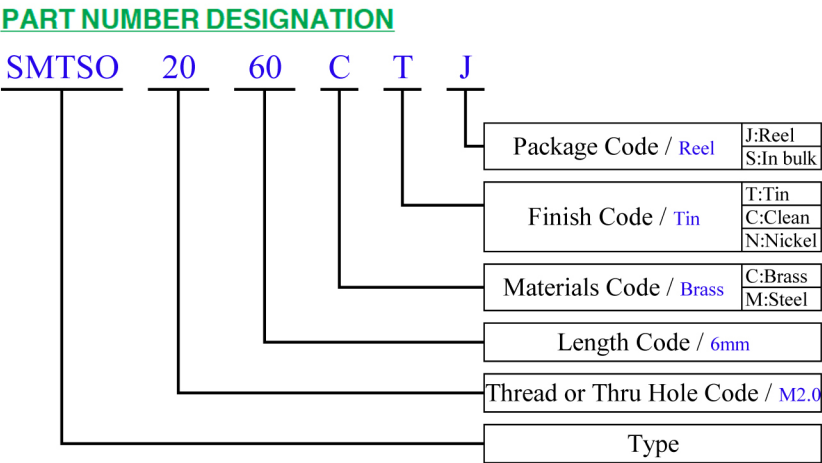 PART NUMBER DESIGNATION
SMTSO 20 60 C T J
Package Code / Reel
J:Reel
S:In bulk
Finish Code / Tin
T:Tin
C:Clean
N:Nickel
Materials Code / Brass
C:Brass
M:Steel
Length Code / 6mm
Thread or Thru Hole Code / M2.0
Type